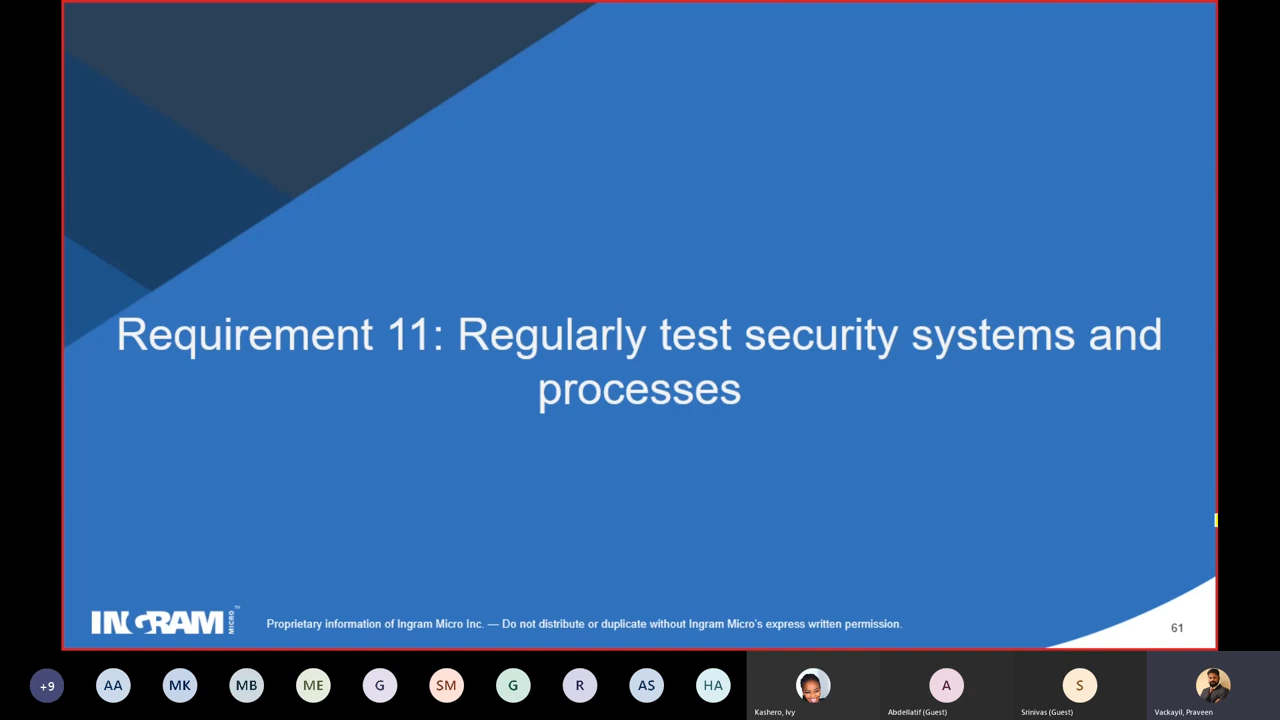 Requirement 11: Regularly test security systems and
processes
INGRAM MICRO ™
Proprietary information of Ingram Micro Inc. — Do not distribute or duplicate without Ingram Micro's express written permission.
61
+9
AA
MK
MB
ME
G
SM
G
R
AS
HA
A
S
Kashero, Ivy
Abdellatif (Guest)
Srinivas (Guest)
Vackayil, Praveen